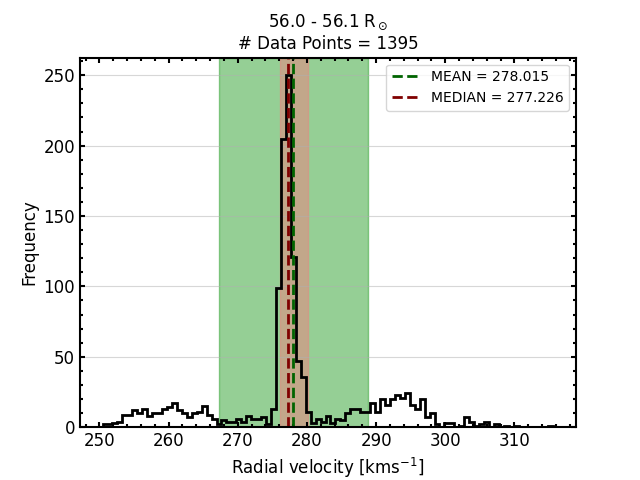 56.0 - 56.1 R⊙
# Data Points = 1395
MEAN = 278.015
MEDIAN = 277.226
Frequency
250
200
150
100
50
0
250 260 270 280 290 300 310
Radial velocity [kms⁻¹]